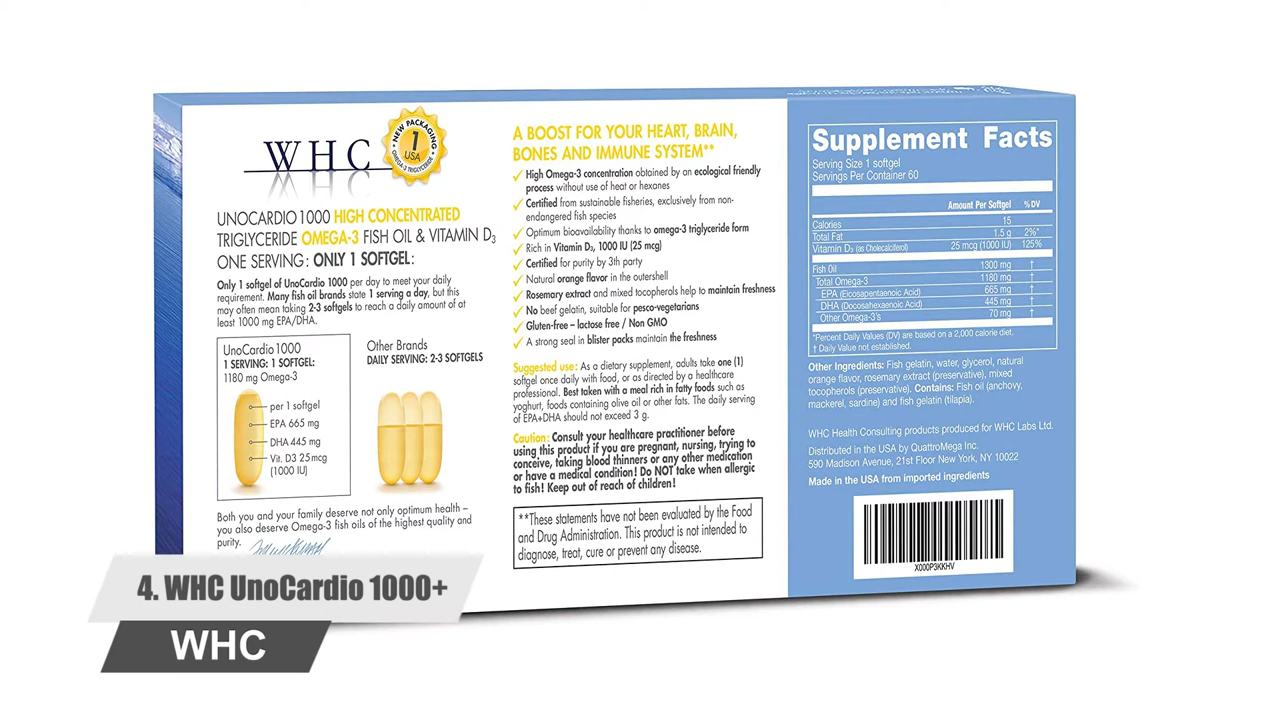 WHC
NEW PACKAGING
1
USA
OMEGA-3 TRIGLYCERIDE
UNOCARDIO 1000 HIGH CONCENTRATED
TRIGLYCERIDE OMEGA-3 FISH OIL & VITAMIN D3
ONE SERVING: ONLY 1 SOFTGEL:
Only 1 softgel of UnoCardio 1000 per day to meet your daily
requirement. Many fish oil brands state 1 serving a day, but this
may often mean taking 2-3 softgels to reach a daily amount of at
least 1000 mg EPA/DHA.
UnoCardio 1000
1 SERVING: 1 SOFTGEL:
1180 mg Omega-3
per 1 softgel
EPA 665 mg
DHA 445 mg
Vit. D3 25mcg
(1000 IU)
Other Brands
DAILY SERVING: 2-3 SOFTGELS
Both you and your family deserve not only optimum health –
you also deserve Omega-3 fish oils of the highest quality and
purity.
A BOOST FOR YOUR HEART, BRAIN,
BONES AND IMMUNE SYSTEM**
High Omega-3 concentration obtained by an ecological friendly
process without use of heat or hexanes
Certified from sustainable fisheries, exclusively from non-
endangered fish species
Optimum bioavailability thanks to omega-3 triglyceride form
Rich in Vitamin D3, 1000 IU (25 mcg)
Certified for purity by 3th party
Natural orange flavor in the outershell
Rosemary extract and mixed tocopherols help to maintain freshness
No beef gelatin, suitable for pesco-vegetarians
Gluten-free – lactose free / Non GMO
A strong seal in blister packs maintain the freshness
Suggested use: As a dietary supplement, adults take one (1)
softgel once daily with food, or as directed by a healthcare
professional. Best taken with a meal rich in fatty foods such as
yoghurt, foods containing olive oil or other fats. The daily serving
of EPA+DHA should not exceed 3 g.
Caution: Consult your healthcare practitioner before
using this product if you are pregnant, nursing, trying to
conceive, taking blood thinners or any other medication
or have a medical condition! Do NOT take when allergic
to fish! Keep out of reach of children!
**These statements have not been evaluated by the Food
and Drug Administration. This product is not intended to
diagnose, treat, cure or prevent any disease.
Supplement Facts
Serving Size 1 softgel
Servings Per Container 60
Amount Per Softgel %DV
Calories 15
Total Fat 1.5 g 2%*
Vitamin D3 (as Cholecalciferol) 25 mcg (1000 IU) 125%
Fish Oil 1300 mg †
Total Omega-3 1180 mg †
EPA (Eicosapentaenoic Acid) 665 mg †
DHA (Docosahexaenoic Acid) 445 mg †
Other Omega-3's 70 mg †
*Percent Daily Values (DV) are based on a 2,000 calorie diet.
† Daily Value not established.
Other Ingredients: Fish gelatin, water, glycerol, natural
orange flavor, rosemary extract (preservative), mixed
tocopherols (preservative). Contains: Fish oil (anchovy,
mackerel, sardine) and fish gelatin (tilapia).
WHC Health Consulting products produced for WHC Labs Ltd.
Distributed in the USA by QuattroMega Inc.
590 Madison Avenue, 21st Floor New York, NY 10022
Made in the USA from imported ingredients
X000P3KKHV
4. WHC UnoCardio 1000+
WHC